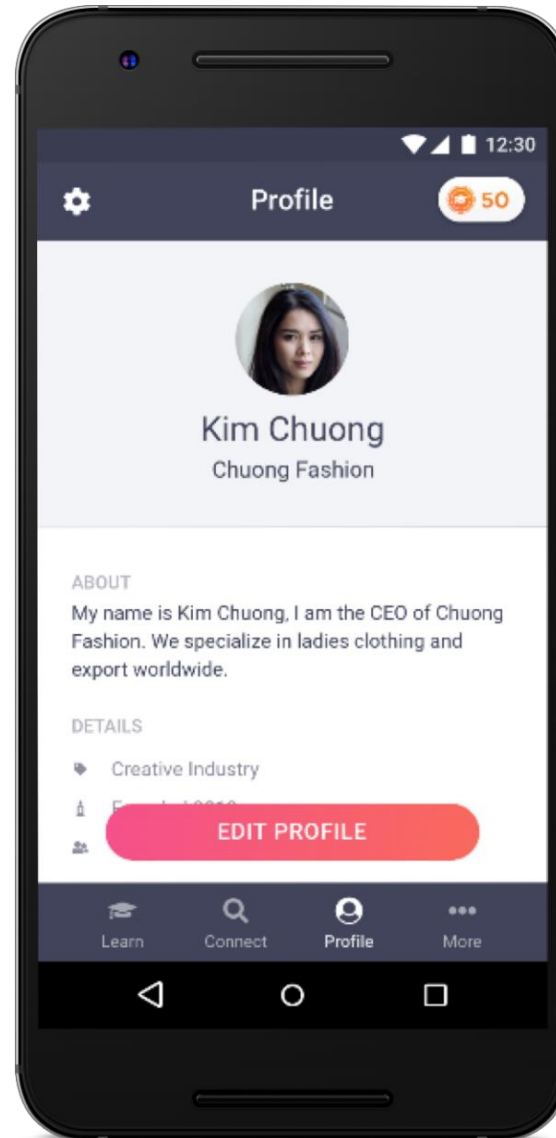 12:30
Profile
50
Kim Chuong
Chuong Fashion
ABOUT
My name is Kim Chuong, I am the CEO of Chuong
Fashion. We specialize in ladies clothing and
export worldwide.
DETAILS
Creative Industry
EDIT PROFILE
Learn
Connect
Profile
More